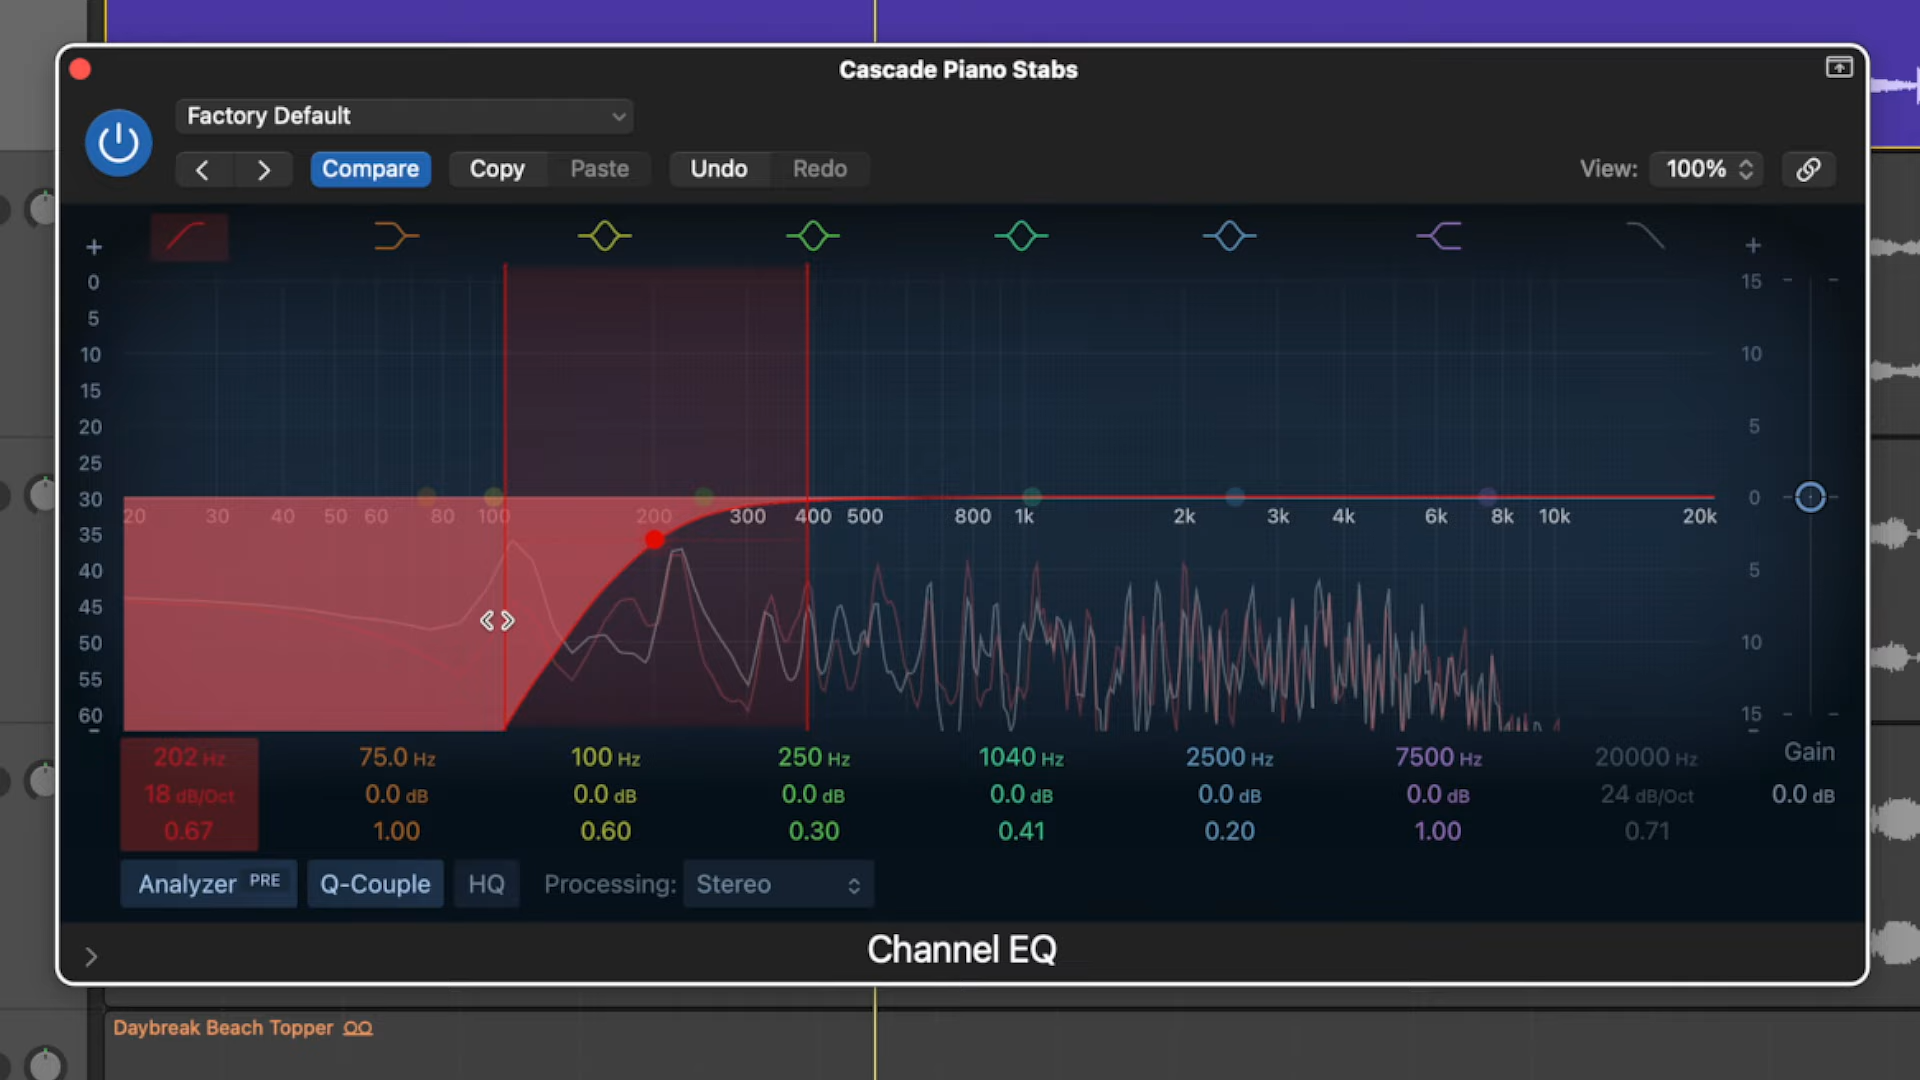 Cascade Piano Stabs
Factory Default
Compare Copy Paste Undo Redo View: 100%
+ +
0 15
5
10 10
15
20 5
25
30 0
20 30 40 50 60 80 100 200 300 400 500 800 1k 2k 3k 4k 6k 8k 10k 20k
35
40 5
45
50 10
55
60 15
- -
202 Hz 75.0 Hz 100 Hz 250 Hz 1040 Hz 2500 Hz 7500 Hz 20000 Hz Gain
18 dB/Oct 0.0 dB 0.0 dB 0.0 dB 0.0 dB 0.0 dB 0.0 dB 24 dB/Oct 0.0 dB
0.67 1.00 0.60 0.30 0.41 0.20 1.00 0.71
Analyzer PRE Q-Couple HQ Processing: Stereo
Channel EQ
Daybreak Beach Topper